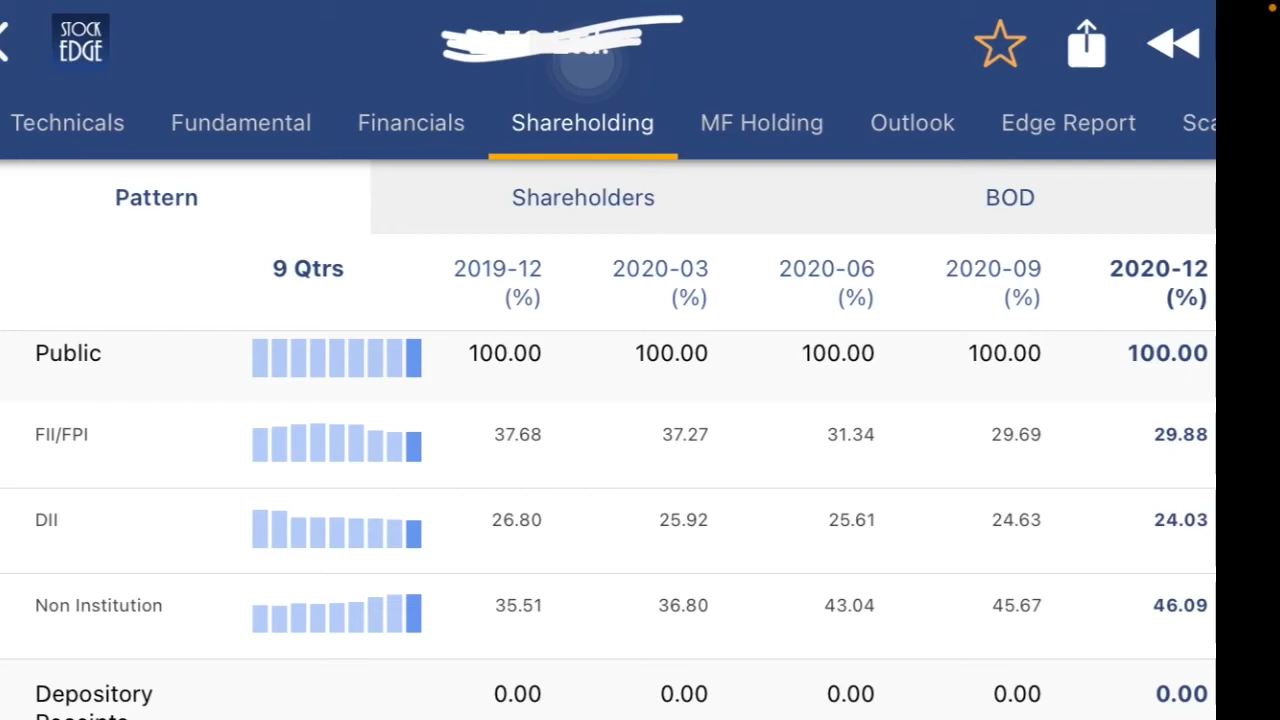 STOCK
EDGE
Technicals Fundamental Financials Shareholding MF Holding Outlook Edge Report
Pattern Shareholders BOD
9 Qtrs 2019-12 2020-03 2020-06 2020-09 2020-12
(%) (%) (%) (%) (%)
Public 100.00 100.00 100.00 100.00 100.00
FII/FPI 37.68 37.27 31.34 29.69 29.88
DII 26.80 25.92 25.61 24.63 24.03
Non Institution 35.51 36.80 43.04 45.67 46.09
Depository 0.00 0.00 0.00 0.00 0.00